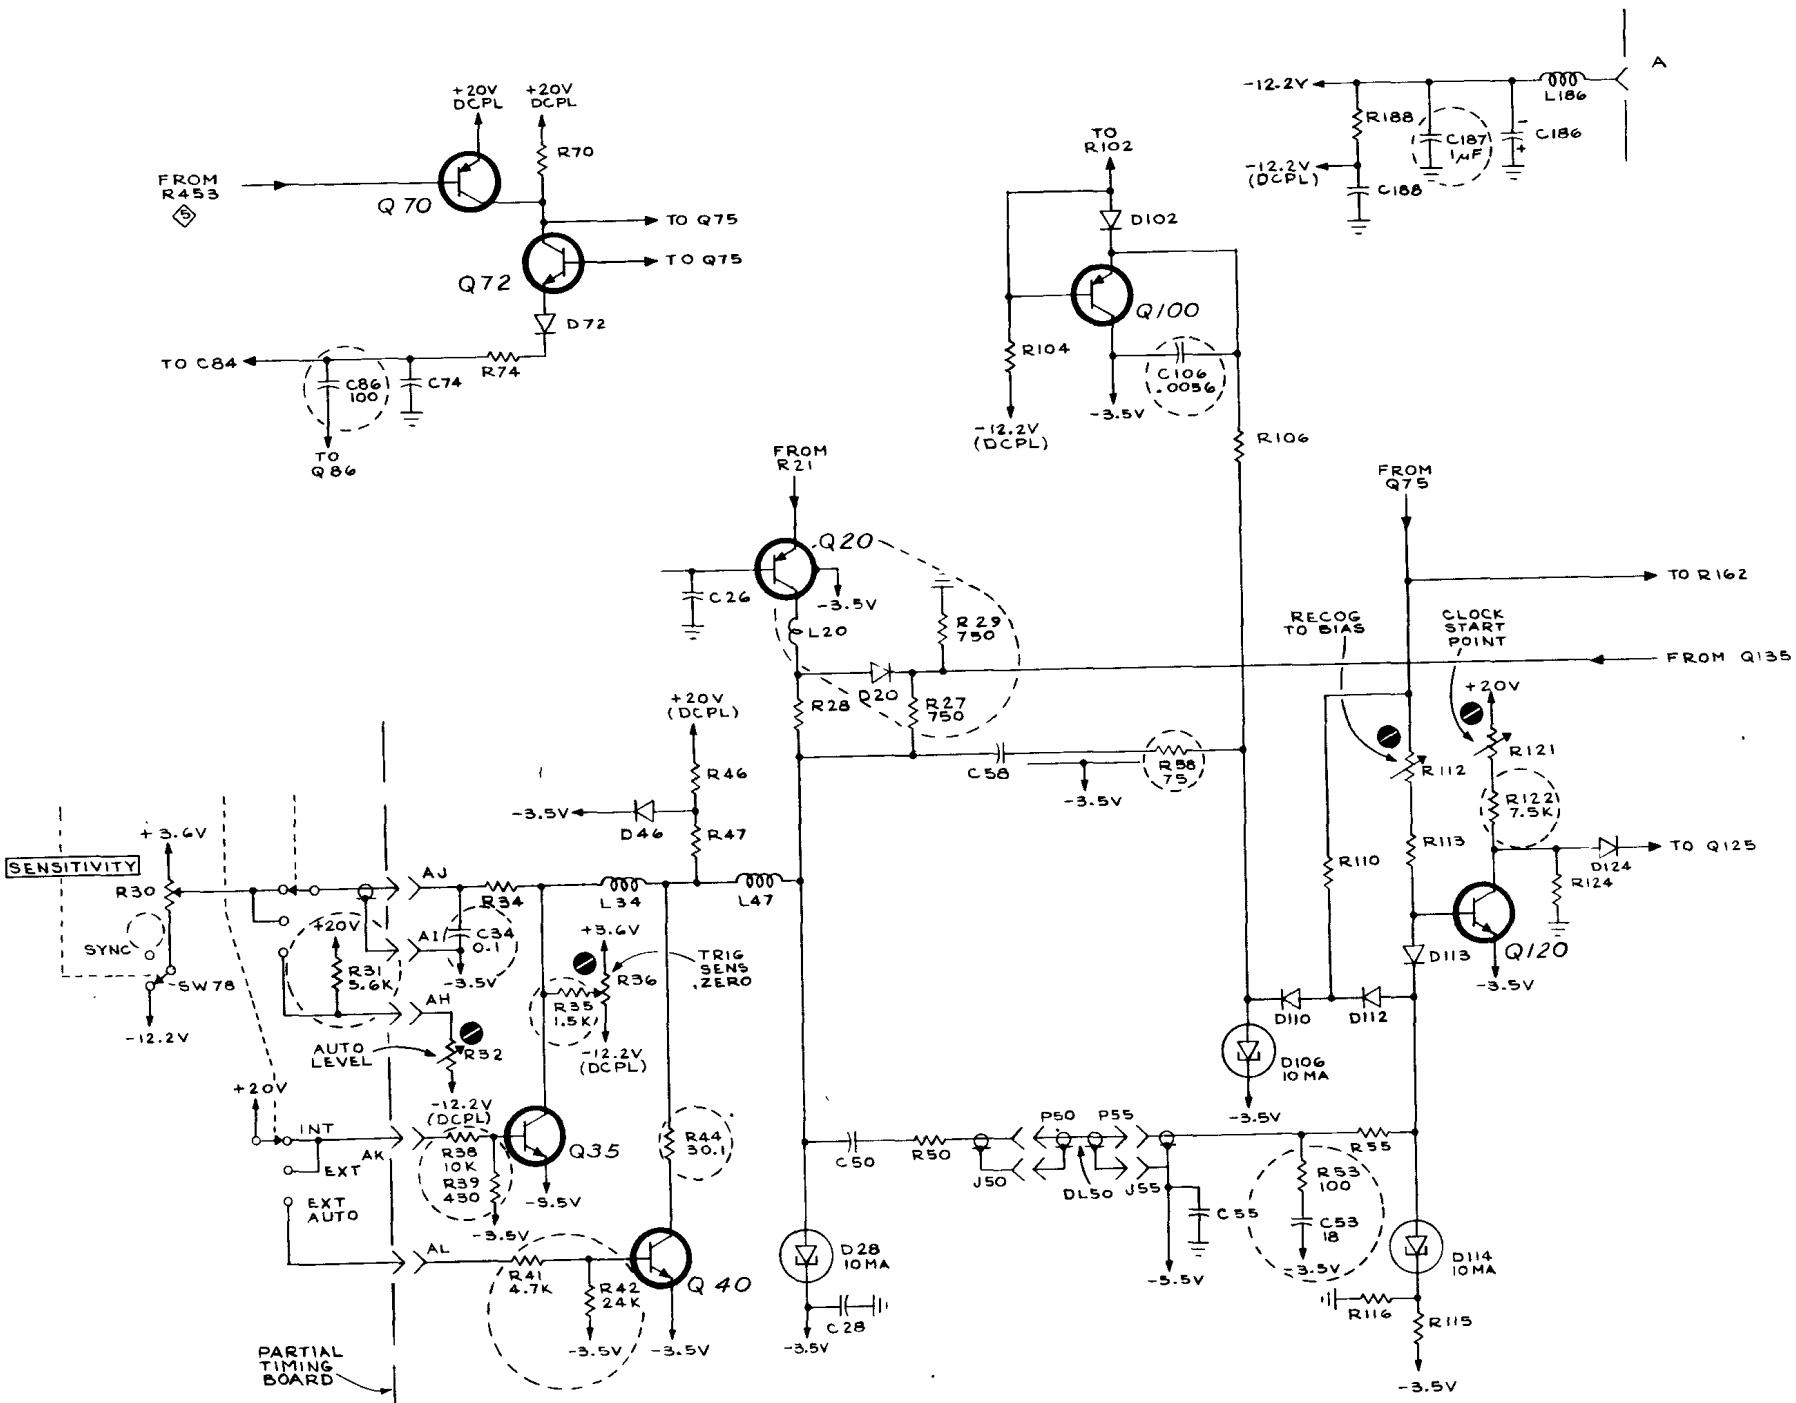 A
-12.2V
L186
R188
C187
1µF
C186
-12.2V
(DCPL)
C188
+20V
DCPL
+20V
DCPL
R70
FROM
R453
5
Q70
TO Q75
TO Q75
Q72
D72
TO C84
R74
C86
100
C74
TO
Q86
TO
R102
D102
Q100
R104
C106
.0056
-3.5V
-12.2V
(DCPL)
R106
FROM
R21
FROM
Q75
Q20
C26
-3.5V
L20
R29
750
TO R162
RECOG
TO BIAS
CLOCK
START
POINT
FROM Q135
D20
R28
R27
750
+20V
(DCPL)
+20V
R46
C58
R58
75
-3.5V
R112
R121
R122
7.5K
-3.5V
D46
R47
+3.6V
SENSITIVITY
R30
AJ
R34
L34
L47
R110
R113
D124
TO Q125
R124
SYNC
+20V
AI
C34
0.1
+3.6V
R31
5.6K
-3.5V
R36
TRIG
SENS
ZERO
D113
Q120
-3.5V
SW78
AH
R35
1.5K
-12.2V
AUTO
LEVEL
R32
-12.2V
(DCPL)
D110
D112
D106
10MA
-3.5V
+20V
-12.2V
(DCPL)
INT
AK
R38
10K
Q35
R44
30.1
EXT
R39
430
P50
P55
C50
R50
R55
J50
DL50
J55
R53
100
EXT
AUTO
-3.5V
C55
C53
18
AL
R41
4.7K
R42
24K
Q40
D28
10MA
-3.5V
D114
10MA
C28
R116
R115
-3.5V
-3.5V
-3.5V
-3.5V
PARTIAL
TIMING
BOARD